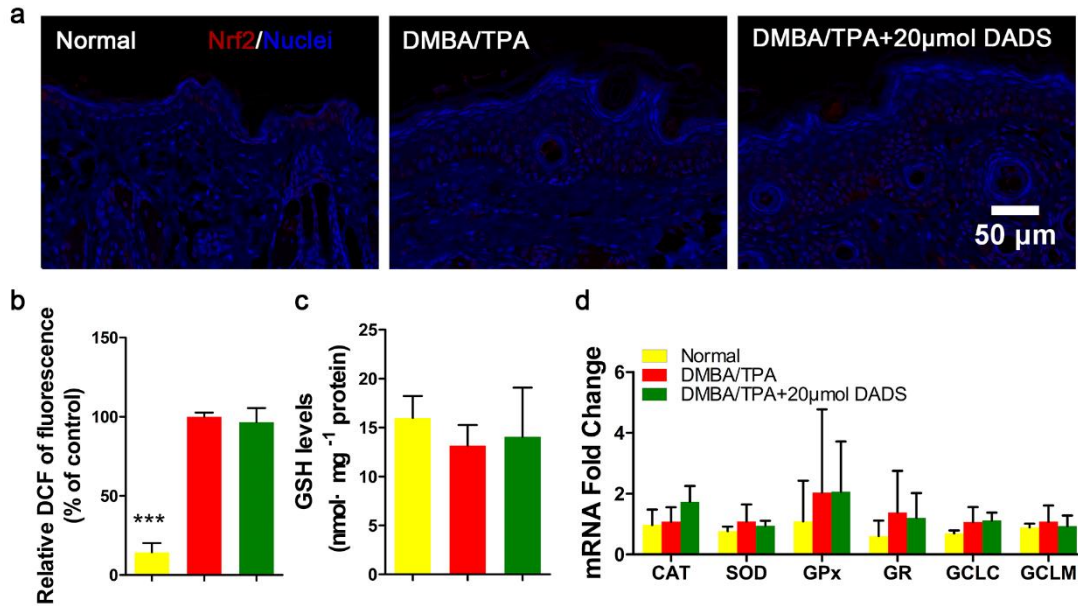 a
Normal
Nrf2/Nuclei
DMBA/TPA
DMBA/TPA+20μmol DADS
50 μm
b
Relative DCF of fluorescence
(% of control)
150
100
50
0
***
c
GSH levels
(nmol· mg⁻¹ protein)
25
20
15
10
5
0
d
mRNA Fold Change
6
4
2
0
Normal
DMBA/TPA
DMBA/TPA+20μmol DADS
CAT SOD GPx GR GCLC GCLM